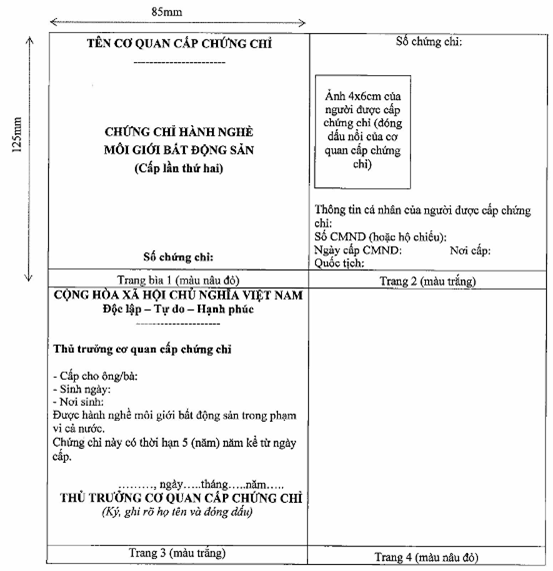 85mm
125mm
TÊN CƠ QUAN CẤP CHỨNG CHỈ
-----------------------
CHỨNG CHỈ HÀNH NGHỀ
MÔI GIỚI BẤT ĐỘNG SẢN
(Cấp lần thứ hai)
Số chứng chỉ:
Trang bìa 1 (màu nâu đỏ)
Số chứng chỉ:
Ảnh 4x6cm của
người được cấp
chứng chỉ (đóng
dấu nổi của cơ
quan cấp chứng
chỉ)
Thông tin cá nhân của người được cấp chứng
chỉ:
Số CMND (hoặc hộ chiếu):
Ngày cấp CMND: Nơi cấp:
Quốc tịch:
Trang 2 (màu trắng)
CỘNG HÒA XÃ HỘI CHỦ NGHĨA VIỆT NAM
Độc lập – Tự do – Hạnh phúc
---------------------
Thủ trưởng cơ quan cấp chứng chỉ
- Cấp cho ông/bà:
- Sinh ngày:
- Nơi sinh:
Được hành nghề môi giới bất động sản trong phạm
vi cả nước.
Chứng chỉ này có thời hạn 5 (năm) năm kể từ ngày
cấp.
………, ngày…..tháng…..năm…..
THỦ TRƯỞNG CƠ QUAN CẤP CHỨNG CHỈ
(Ký, ghi rõ họ tên và đóng dấu)
Trang 3 (màu trắng)
Trang 4 (màu nâu đỏ)